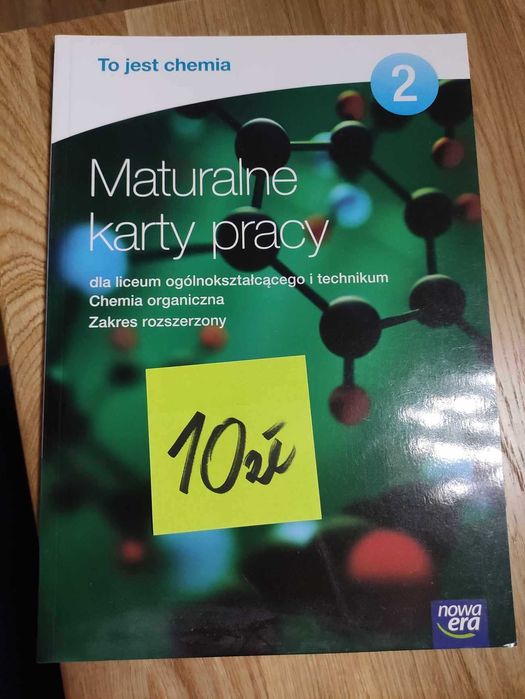 To jest chemia
2
Maturalne
karty pracy
dla liceum ogólnokształcącego i technikum
Chemia organiczna
Zakres rozszerzony
10zł
nowa
era